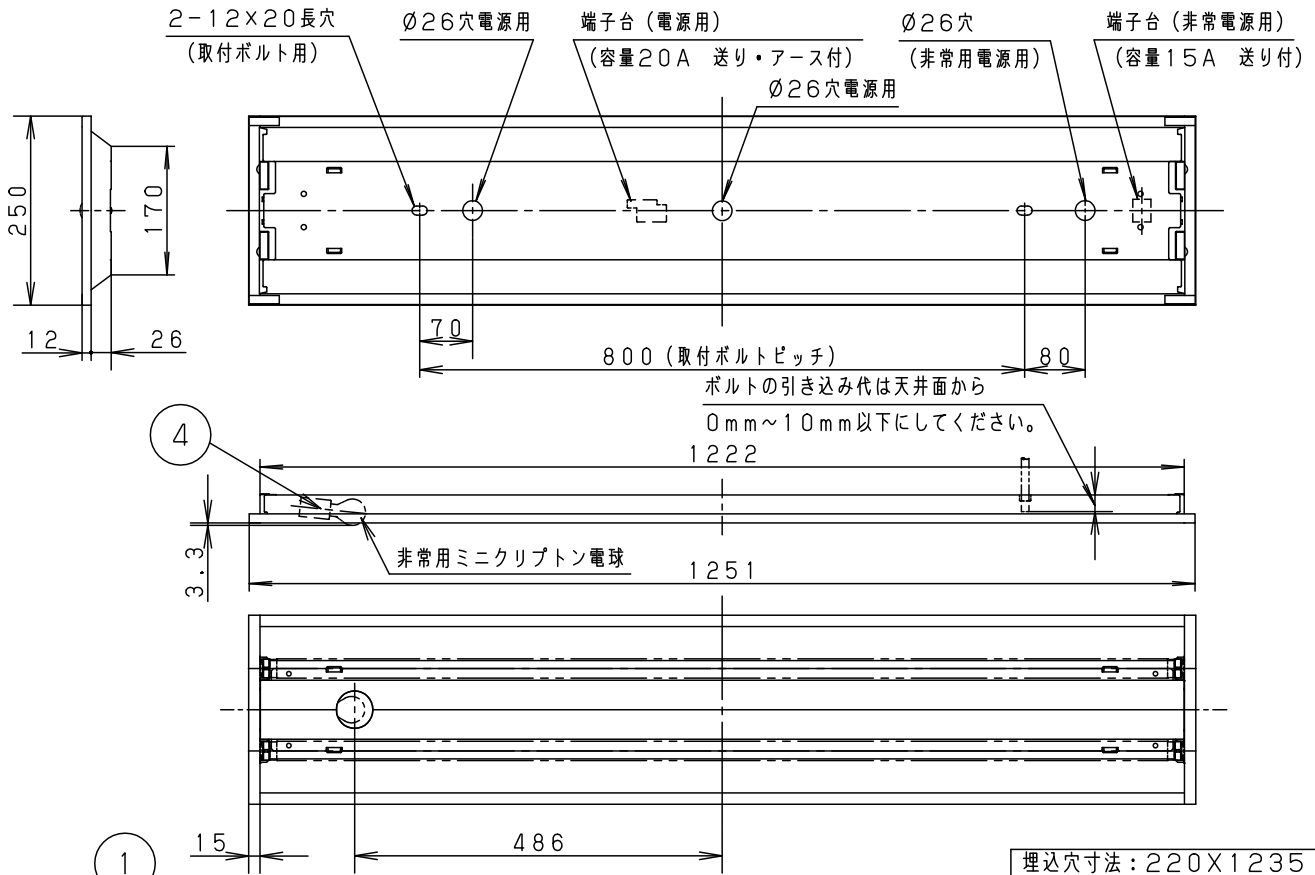 2-12×20長穴
(取付ボルト用)
Ø26穴電源用
端子台(電源用)
(容量20A 送り・アース付)
Ø26穴電源用
Ø26穴
(非常用電源用)
端子台(非常電源用)
(容量15A 送り付)
250
170
12
26
70
800(取付ボルトピッチ)
80
ボルトの引き込み代は天井面から
0mm~10mm以下にしてください。
4
1222
3.3
非常用ミニクリプトン電球
1251
15
486
1
埋込穴寸法:220X1235